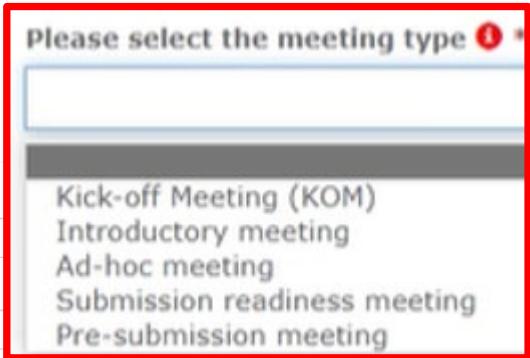 Please select the meeting type *
Kick-off Meeting (KOM)
Introductory meeting
Ad-hoc meeting
Submission readiness meeting
Pre-submission meeting